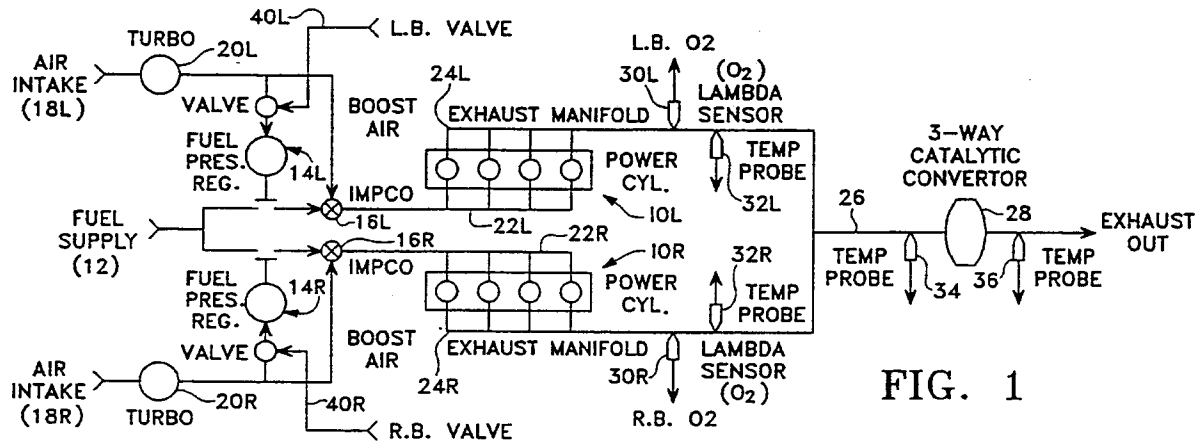 40L
L.B. VALVE
TURBO
20L
AIR
INTAKE
(18L)
VALVE
FUEL
PRES.
REG.
14L
BOOST
AIR
24L
EXHAUST MANIFOLD
L.B. O2
30L
(O2)
LAMBDA
SENSOR
TEMP
PROBE
32L
POWER
CYL.
10L
IMPCO
16L
22L
FUEL
SUPPLY
(12)
16R
IMPCO
22R
10R
POWER
CYL.
32R
TEMP
PROBE
3-WAY
CATALYTIC
CONVERTOR
26
28
EXHAUST
OUT
TEMP
PROBE
34
36
TEMP
PROBE
FUEL
PRES.
REG.
14R
VALVE
BOOST
AIR
24R
EXHAUST MANIFOLD
30R
LAMBDA
SENSOR
(O2)
R.B. O2
AIR
INTAKE
(18R)
20R
TURBO
40R
R.B. VALVE
FIG. 1